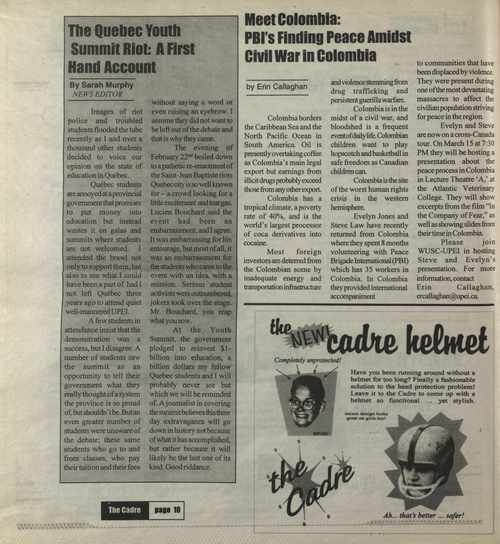 The Quebec Youth
Summit Riot: A First
Hand Account
By Sarah Murphy
NEWS EDITOR
Images of riot
police and troubled
students flooded the tube
recently as I and over a
thousand other students
decided to voice our
opinion on the state of
education in Québec.
Québec students
are annoyed at a provincial
government that promises
to put money into
education but instead
wastes it on galas and
summits where students
are not welcomed. I
attended the brawl not
only to support them, but
also to see what I could
have been a part of had I
not left Québec three
years ago to attend quiet
well-mannered UPEI.
A few students in
attendance insist that the
demonstration was a
success, but I disagree. A
number of students saw
the summit as an
opportunity to tell their
government what they
really thought of a system
the province is so proud
of, but shouldn't be. But an
even greater number of
students were unaware of
the debate; these same
students who go to and
from classes, who pay
their tuition and their fees
without saying a word or
even raising an eyebrow. I
assume they did not want to
be left out of the debate and
that is why they came.
The evening of
February 22nd boiled down
to a pathetic re-enactment of
the Saint-Jean Baptiste riots
Quebec city is so well known
for – a crowd looking for a
little excitement and tear gas.
Lucien Bouchard said the
event had been an
embarrassment, and I agree.
It was embarrassing for his
entourage, but most of all, it
was an embarrassment for
the students who came to the
event with an idea, with a
mission. Serious student
activists were outnumbered,
jokers took over the stage.
Mr. Bouchard, you reap
what you sow.
At the Youth
Summit, the government
pledged to reinvest $1-
billion into education, a
billion dollars my fellow
Quebec students and I will
probably never see but
which we will be reminded
of. A journalist in covering
the summit believes this three
day extravaganza will go
down in history not because
of what it has accomplished,
but rather because it will
likely be the last one of its
kind. Good riddance.
Meet Colombia:
PBI's Finding Peace Amidst
Civil War in Colombia
by Erin Callaghan
Colombia borders
the Caribbean Sea and the
North Pacific Ocean in
South America. Oil is
presently overtaking coffee
as Colombia's main legal
export but earnings from
illicit drugs probably exceed
those from any other export.
Colombia has a
tropical climate, a poverty
rate of 40%, and is the
world's largest processor
of coca derivatives into
cocaine.
Most foreign
investors are deterred from
the Colombian scene by
inadequate energy and
transportation infrastructure
and violence stemming from
drug trafficking and
persistent guerilla warfare.
Colombia is in the
midst of a civil war, and
bloodshed is a frequent
event of daily life. Colombian
children want to play
hopscotch and basketball in
safe freedom as Canadian
children can.
Colombia is the site
of the worst human rights
crisis in the western
hemisphere.
Evelyn Jones and
Steve Law have recently
returned from Colombia
where they spent 8 months
volunteering with Peace
Brigade International (PBI)
which has 35 workers in
Colombia. In Colombia
they provided international
accompaniment
to communities that have
been displaced by violence.
They were present during
one of the most devastating
massacres to affect the
civilian population striving
for peace in the region.
Evelyn and Steve
are now on a cross-Canada
tour. On March 15 at 7:30
PM they will be hosting a
presentation about the
peace process in Colombia
in Lecture Theatre 'A,' at
the Atlantic Veterinary
College. They will show
excerpts from the film "In
the Company of Fear," as
well as showing slides from
their time in Colombia.
Please join
WUSC-UPEI in hosting
Steve and Evelyn's
presentation. For more
information, contact
Erin Callaghan,
ercallaghan@upei.ca.
the NEW! cadre helmet
Completely unprotected!
Have you been running around without a
helmet for too long? Finally a fashionable
solution to the head protection problem!
Leave it to the Cadre to come up with a
helmet so functional ... yet stylish.
unisex design looks
great on girls too!
the
Cadre
Ah... that's better ... safer!
The Cadre page 10